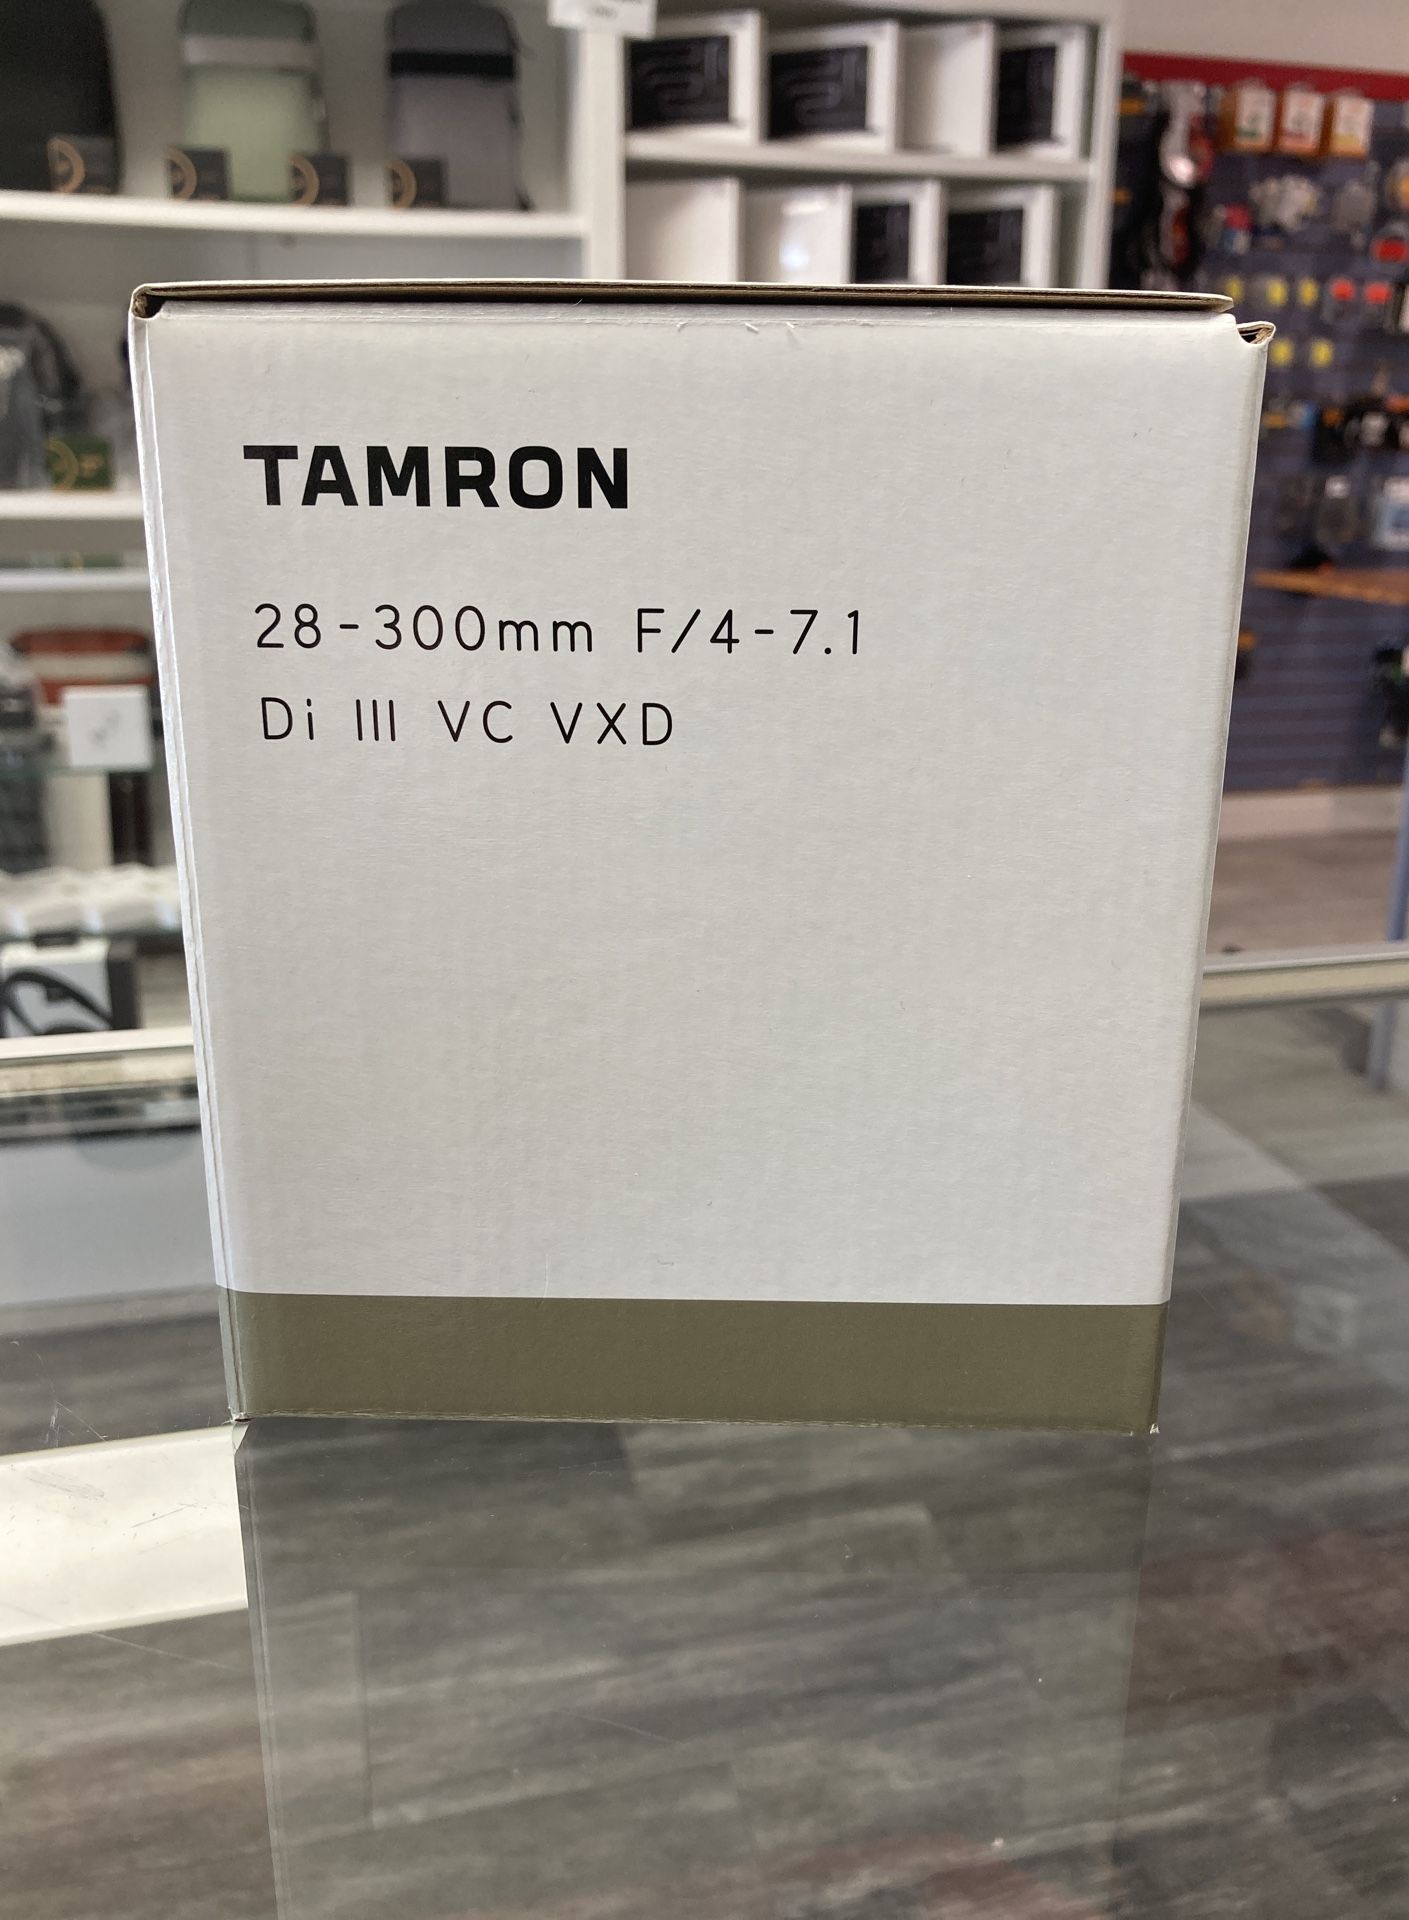 TAMRON
28-300mm F/4-7.1
Di III VC VXD